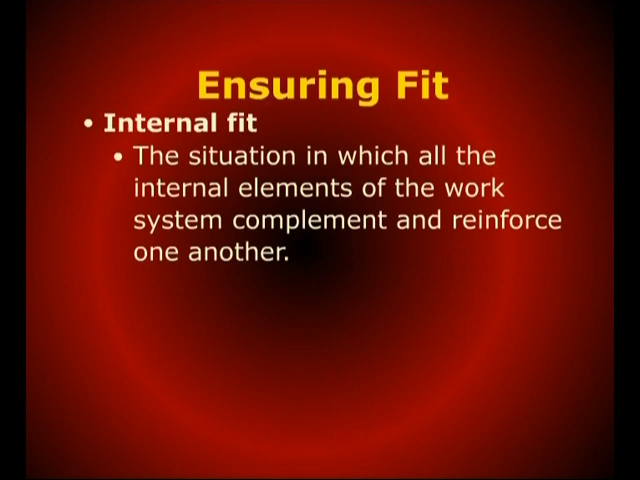 Ensuring Fit
• Internal fit
• The situation in which all the
internal elements of the work
system complement and reinforce
one another.